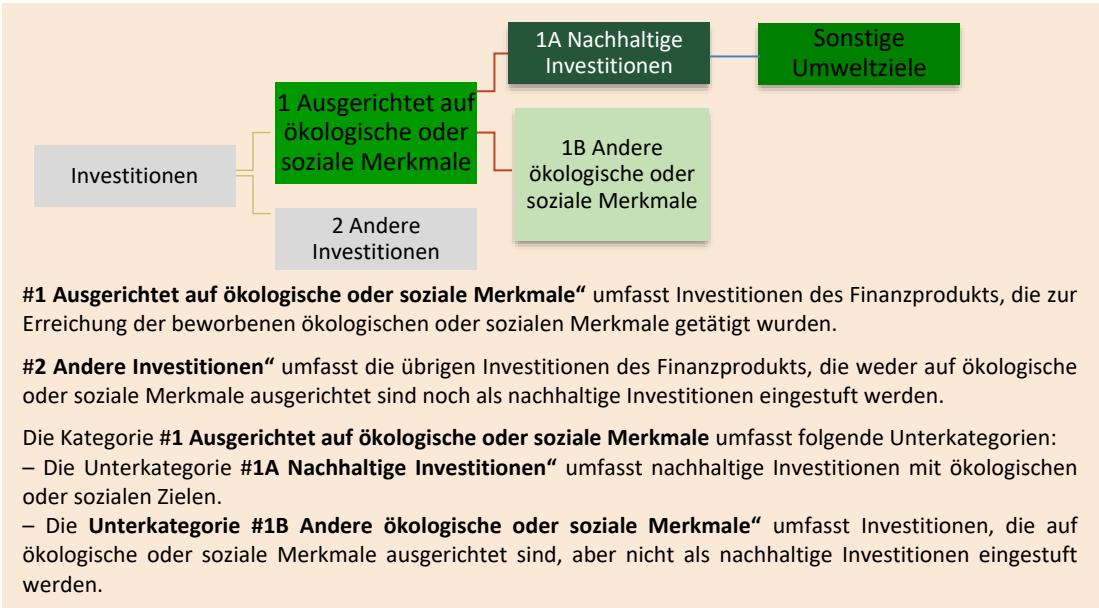 1A Nachhaltige
Investitionen
Sonstige
Umweltziele
1 Ausgerichtet auf
ökologische oder
soziale Merkmale
1B Andere
ökologische oder
soziale Merkmale
Investitionen
2 Andere
Investitionen
#1 Ausgerichtet auf ökologische oder soziale Merkmale“ umfasst Investitionen des Finanzprodukts, die zur
Erreichung der beworbenen ökologischen oder sozialen Merkmale getätigt wurden.
#2 Andere Investitionen“ umfasst die übrigen Investitionen des Finanzprodukts, die weder auf ökologische
oder soziale Merkmale ausgerichtet sind noch als nachhaltige Investitionen eingestuft werden.
Die Kategorie #1 Ausgerichtet auf ökologische oder soziale Merkmale umfasst folgende Unterkategorien:
– Die Unterkategorie #1A Nachhaltige Investitionen“ umfasst nachhaltige Investitionen mit ökologischen
oder sozialen Zielen.
– Die Unterkategorie #1B Andere ökologische oder soziale Merkmale“ umfasst Investitionen, die auf
ökologische oder soziale Merkmale ausgerichtet sind, aber nicht als nachhaltige Investitionen eingestuft
werden.